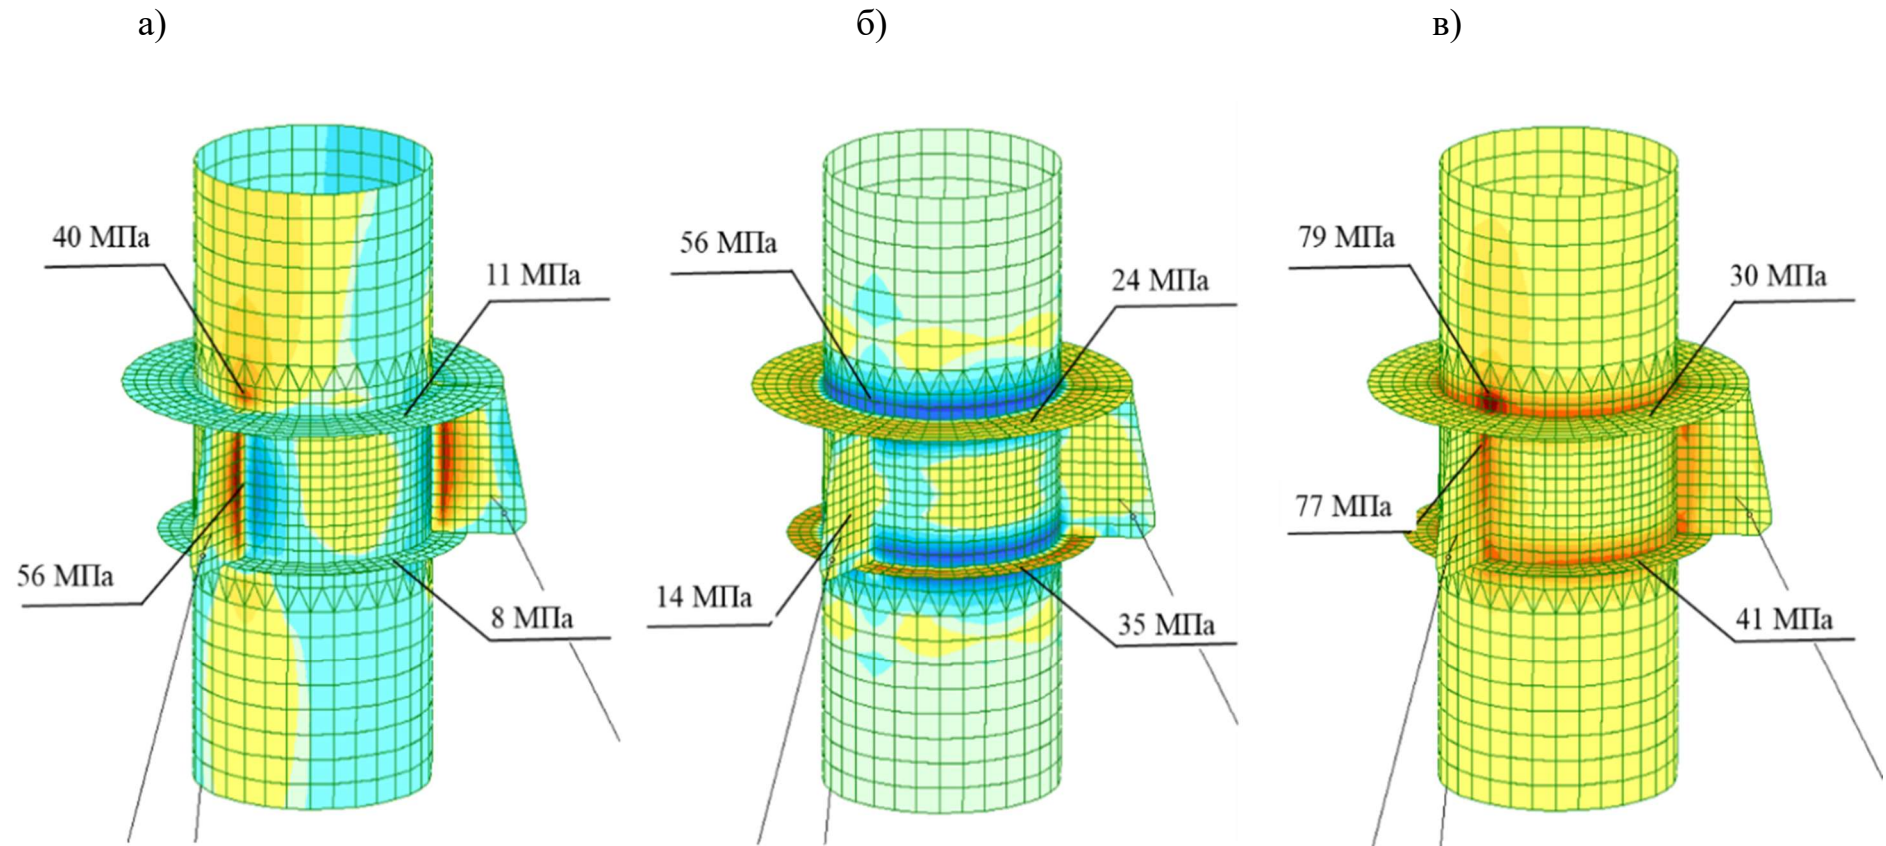 а)
б)
в)
40 МПа
11 МПа
56 МПа
8 МПа
56 МПа
24 МПа
14 МПа
35 МПа
79 МПа
30 МПа
77 МПа
41 МПа